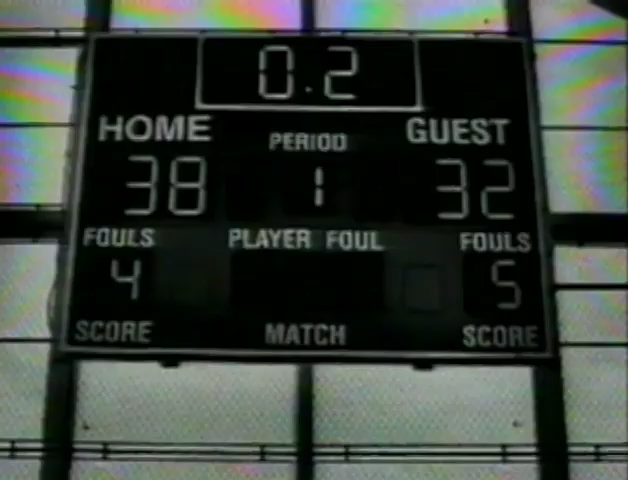 0.2
HOME PERIOD GUEST
38 1 32
FOULS PLAYER FOUL FOULS
4 5
SCORE MATCH SCORE